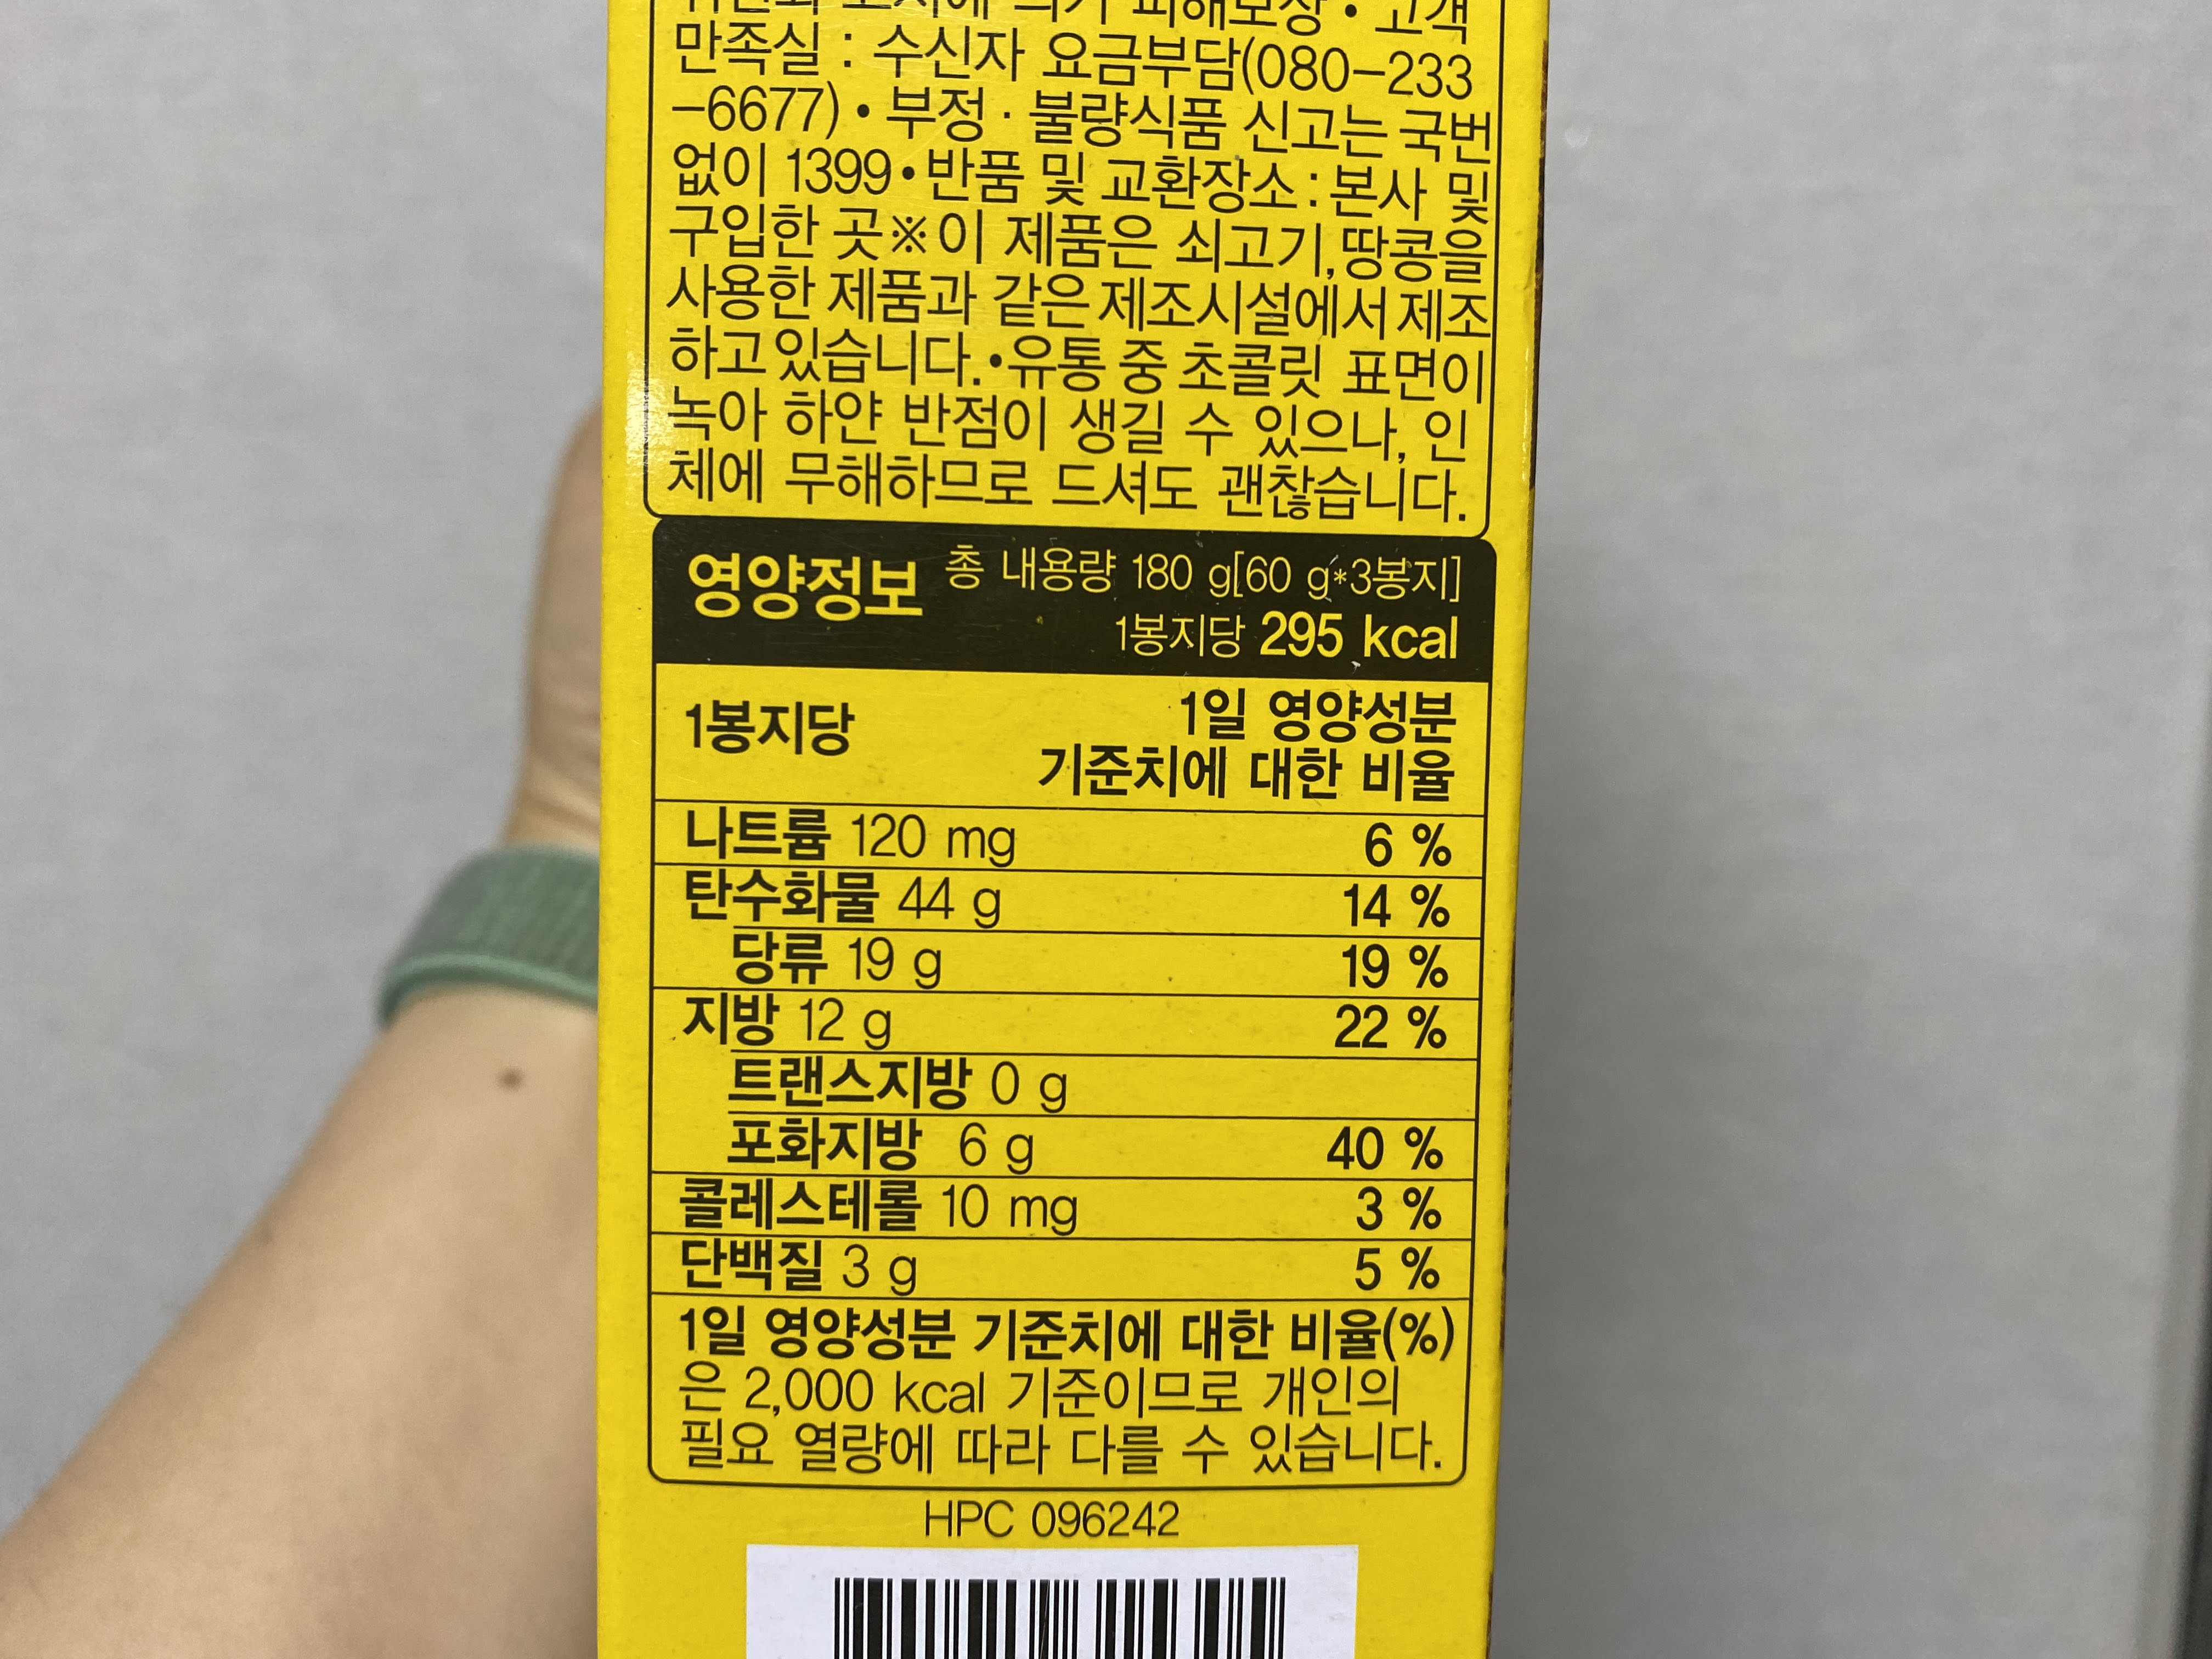 피해보상 • 고객
만족실 : 수신자 요금부담(080-233
-6677) • 부정 · 불량식품 신고는 국번
없이 1399 • 반품 및 교환장소 : 본사 및
구입한 곳 ※ 이 제품은 쇠고기, 땅콩을
사용한 제품과 같은 제조시설에서 제조
하고 있습니다. • 유통 중 초콜릿 표면이
녹아 하얀 반점이 생길 수 있으나, 인
체에 무해하므로 드셔도 괜찮습니다.
영양정보 총 내용량 180 g[60 g*3봉지]
1봉지당 295 kcal
1봉지당 1일 영양성분
기준치에 대한 비율
나트륨 120 mg 6 %
탄수화물 44 g 14 %
당류 19 g 19 %
지방 12 g 22 %
트랜스지방 0 g
포화지방 6 g 40 %
콜레스테롤 10 mg 3 %
단백질 3 g 5 %
1일 영양성분 기준치에 대한 비율(%)
은 2,000 kcal 기준이므로 개인의
필요 열량에 따라 다를 수 있습니다.
HPC 096242